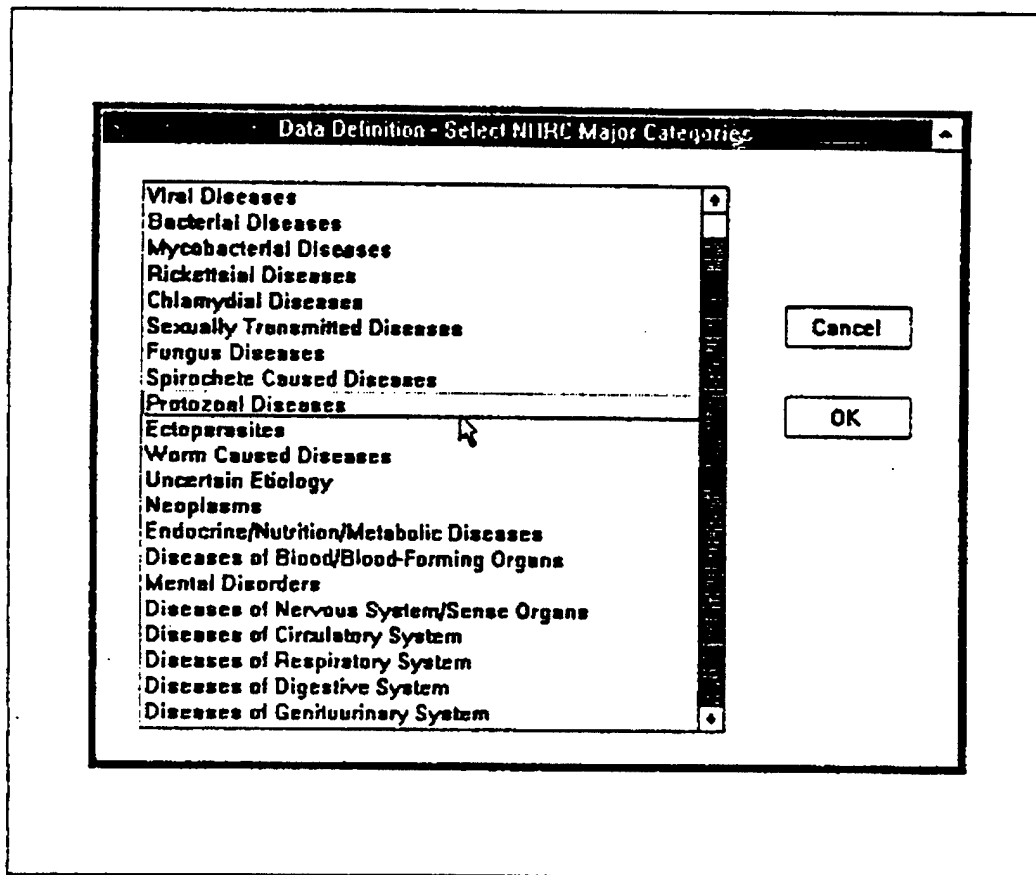 Data Definition - Select NHRC Major Categories
Viral Diseases
Bacterial Diseases
Mycobacterial Diseases
Rickettsial Diseases
Chlamydial Diseases
Sexually Transmitted Diseases
Fungus Diseases
Spirochete Caused Diseases
Protozoal Diseases
Ectoparasites
Worm Caused Diseases
Uncertain Etiology
Neoplasms
Endocrine/Nutrition/Metabolic Diseases
Diseases of Blood/Blood-Forming Organs
Mental Disorders
Diseases of Nervous System/Sense Organs
Diseases of Circulatory System
Diseases of Respiratory System
Diseases of Digestive System
Diseases of Genituurinary System
Cancel
OK